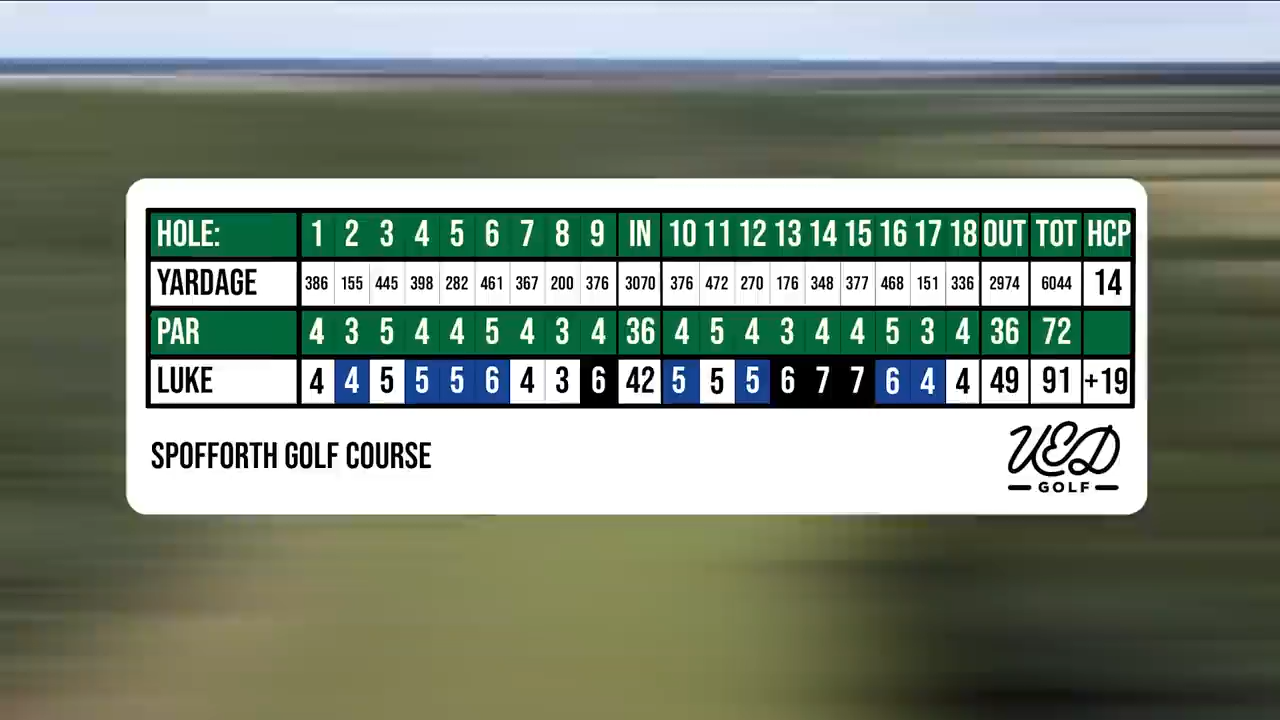 HOLE: 1 2 3 4 5 6 7 8 9 IN 10 11 12 13 14 15 16 17 18 OUT TOT HCP
YARDAGE 386 155 445 398 282 461 367 200 376 3070 376 472 270 176 348 377 468 151 336 2974 6044 14
PAR 4 3 5 4 4 5 4 3 4 36 4 5 4 3 4 4 5 3 4 36 72
LUKE 4 4 5 5 5 6 4 3 6 42 5 5 5 6 7 7 6 4 4 49 91 +19
SPOFFORTH GOLF COURSE
UED
GOLF